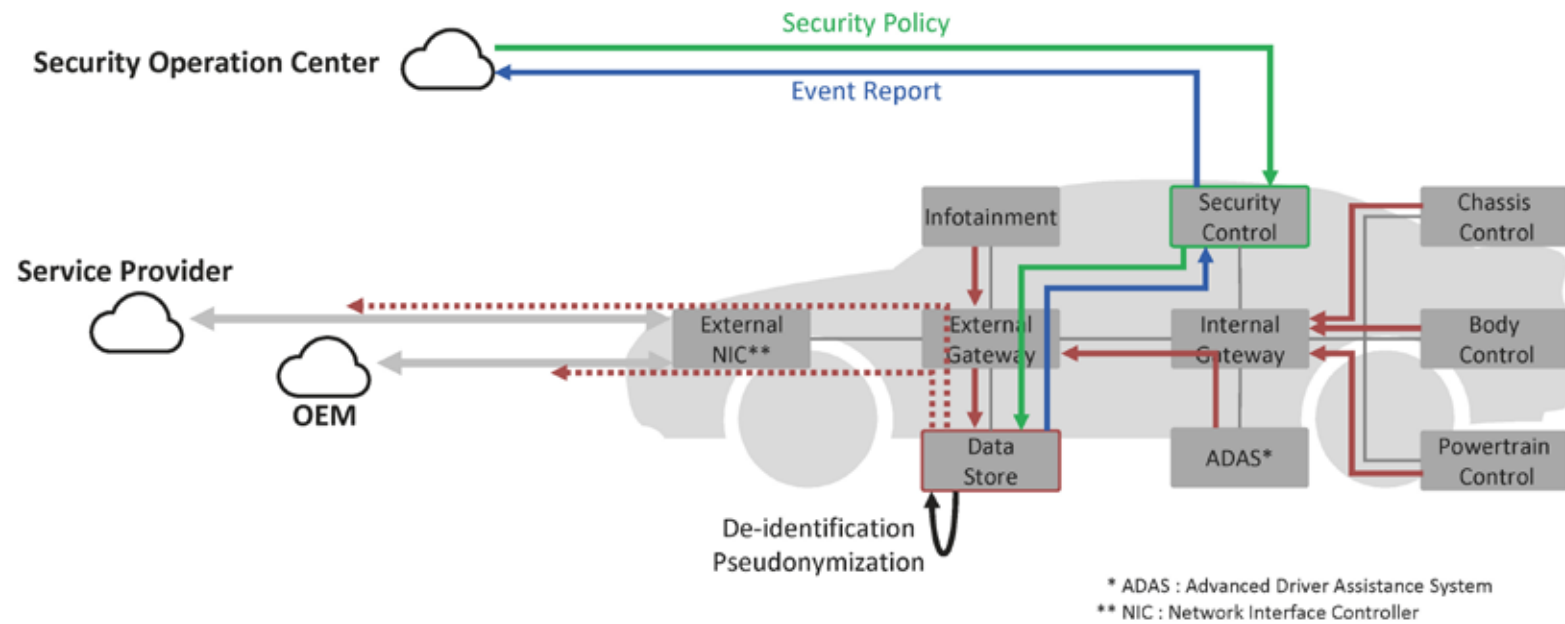 Security Policy
Security Operation Center
Event Report
Infotainment
Security
Control
Chassis
Control
Service Provider
External
NIC**
External
Gateway
Internal
Gateway
Body
Control
OEM
Data
Store
ADAS*
Powertrain
Control
De-identification
Pseudonymization
* ADAS : Advanced Driver Assistance System
** NIC : Network Interface Controller